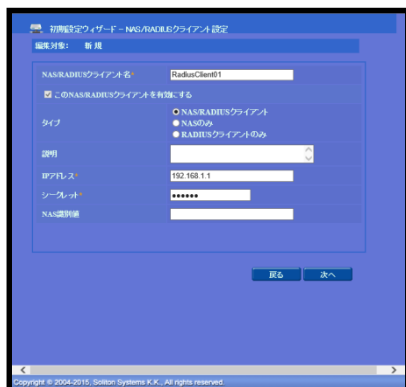 初期設定ウィザード - NAS/RADIUSクライアント設定
編集対象: 新規
NAS/RADIUSクライアント名*
RadiusClient01
このNAS/RADIUSクライアントを有効にする
タイプ
NAS/RADIUSクライアント
NASのみ
RADIUSクライアントのみ
説明
IPアドレス*
192.168.1.1
シークレット*
●●●●●●
NAS識別値
戻る 次へ
Copyright © 2004-2015, Soliton Systems K.K., All rights reserved.